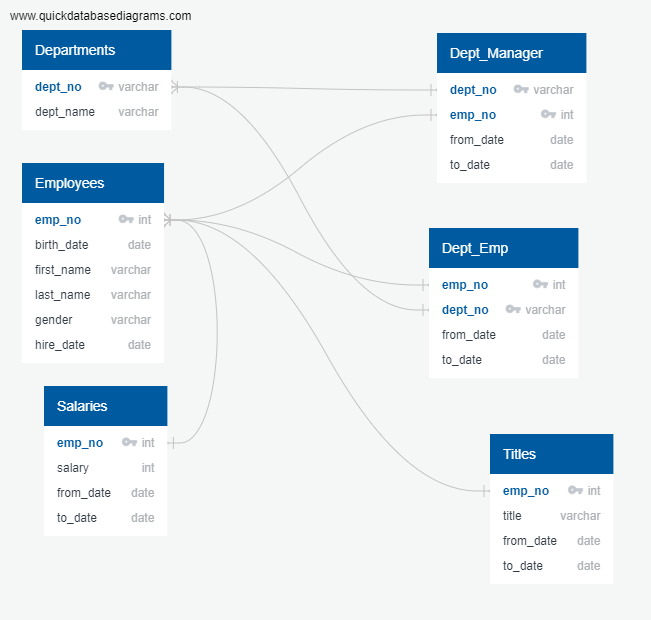 www.quickdatabasediagrams.com
Departments
dept_no varchar
dept_name varchar
Employees
emp_no int
birth_date date
first_name varchar
last_name varchar
gender varchar
hire_date date
Salaries
emp_no int
salary int
from_date date
to_date date
Dept_Manager
dept_no varchar
emp_no int
from_date date
to_date date
Dept_Emp
emp_no int
dept_no varchar
from_date date
to_date date
Titles
emp_no int
title varchar
from_date date
to_date date